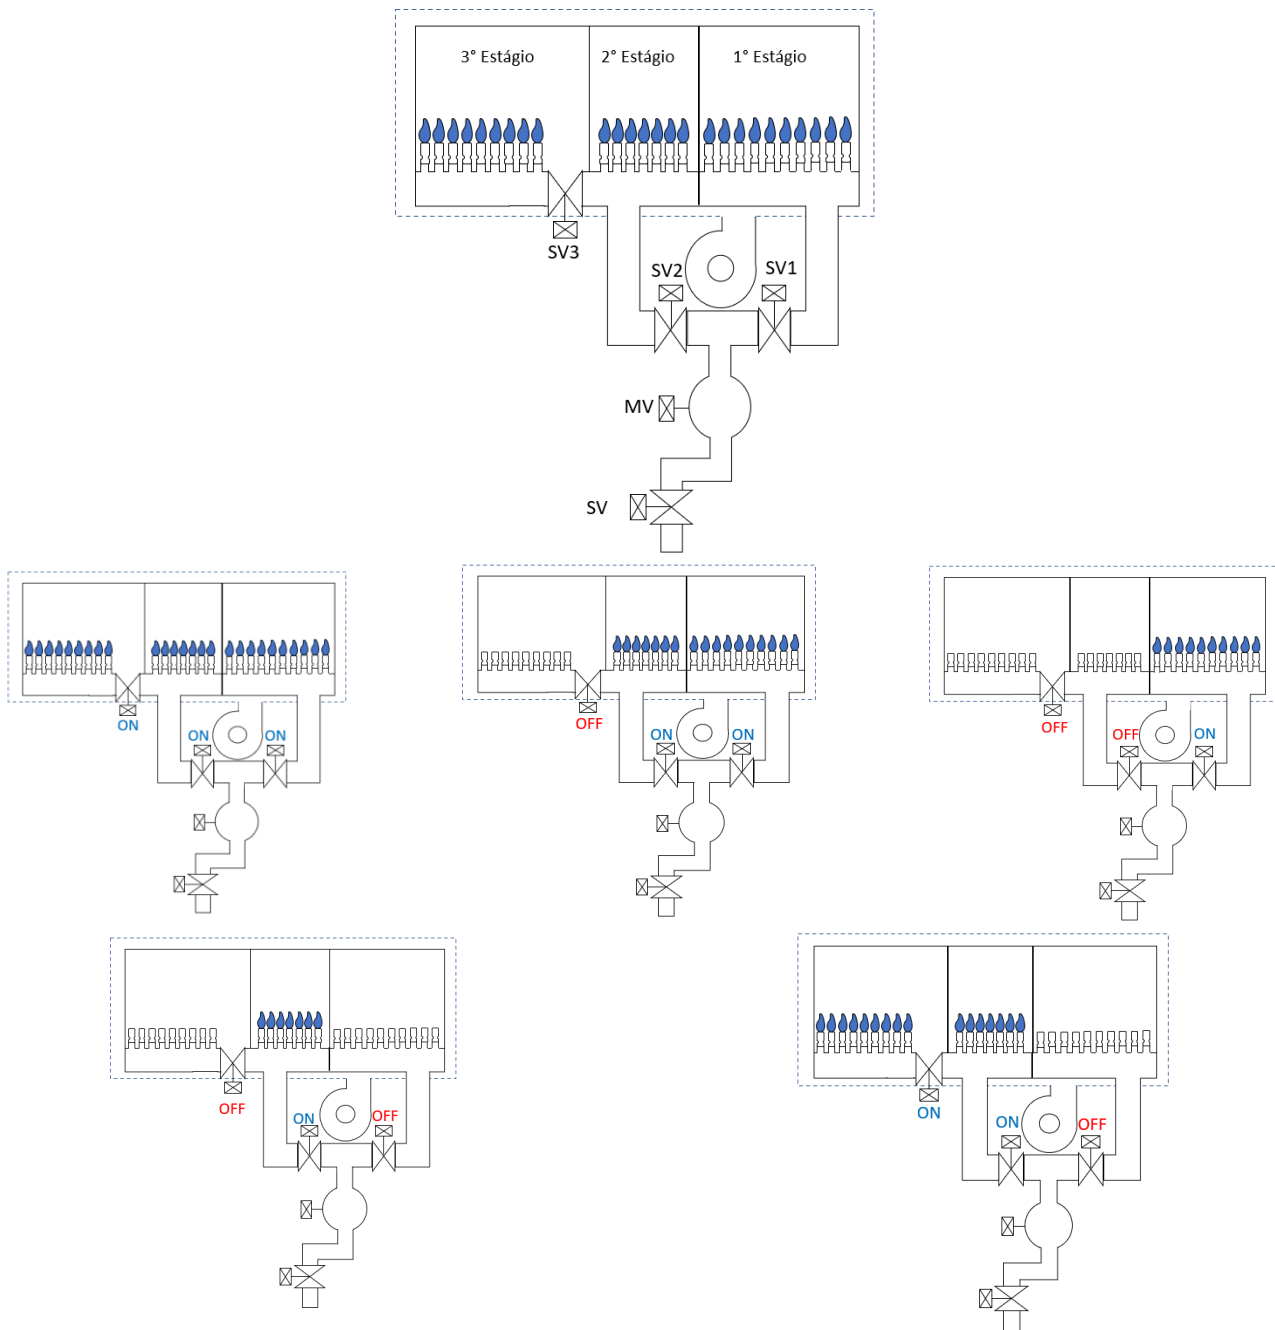 3° Estágio
2° Estágio
1° Estágio
SV3
SV2
SV1
MV
SV
ON
ON
ON
OFF
ON
ON
OFF
OFF
ON
OFF
ON
OFF
ON
ON
OFF